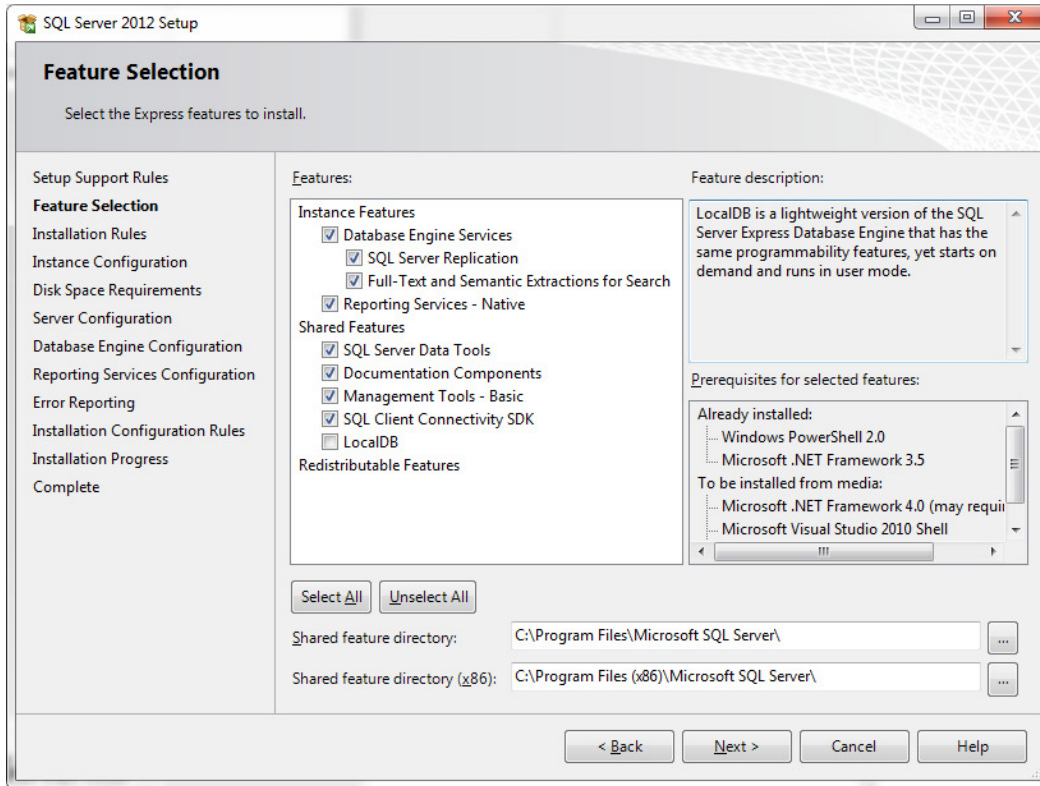 SQL Server 2012 Setup
Feature Selection
Select the Express features to install.
Setup Support Rules
Feature Selection
Installation Rules
Instance Configuration
Disk Space Requirements
Server Configuration
Database Engine Configuration
Reporting Services Configuration
Error Reporting
Installation Configuration Rules
Installation Progress
Complete
Features:
Instance Features
Database Engine Services
SQL Server Replication
Full-Text and Semantic Extractions for Search
Reporting Services - Native
Shared Features
SQL Server Data Tools
Documentation Components
Management Tools - Basic
SQL Client Connectivity SDK
LocalDB
Redistributable Features
Feature description:
LocalDB is a lightweight version of the SQL
Server Express Database Engine that has the
same programmability features, yet starts on
demand and runs in user mode.
Prerequisites for selected features:
Already installed:
Windows PowerShell 2.0
Microsoft .NET Framework 3.5
To be installed from media:
Microsoft .NET Framework 4.0 (may requi
Microsoft Visual Studio 2010 Shell
Select All
Unselect All
Shared feature directory:
C:\Program Files\Microsoft SQL Server\
...
Shared feature directory (x86):
C:\Program Files (x86)\Microsoft SQL Server\
...
< Back
Next >
Cancel
Help